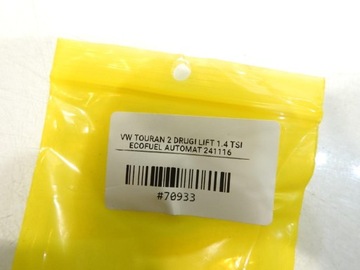 VW TOURAN 2 DRUGI LIFT 1.4 TSI
ECOFUEL AUTOMAT 241116
#70933